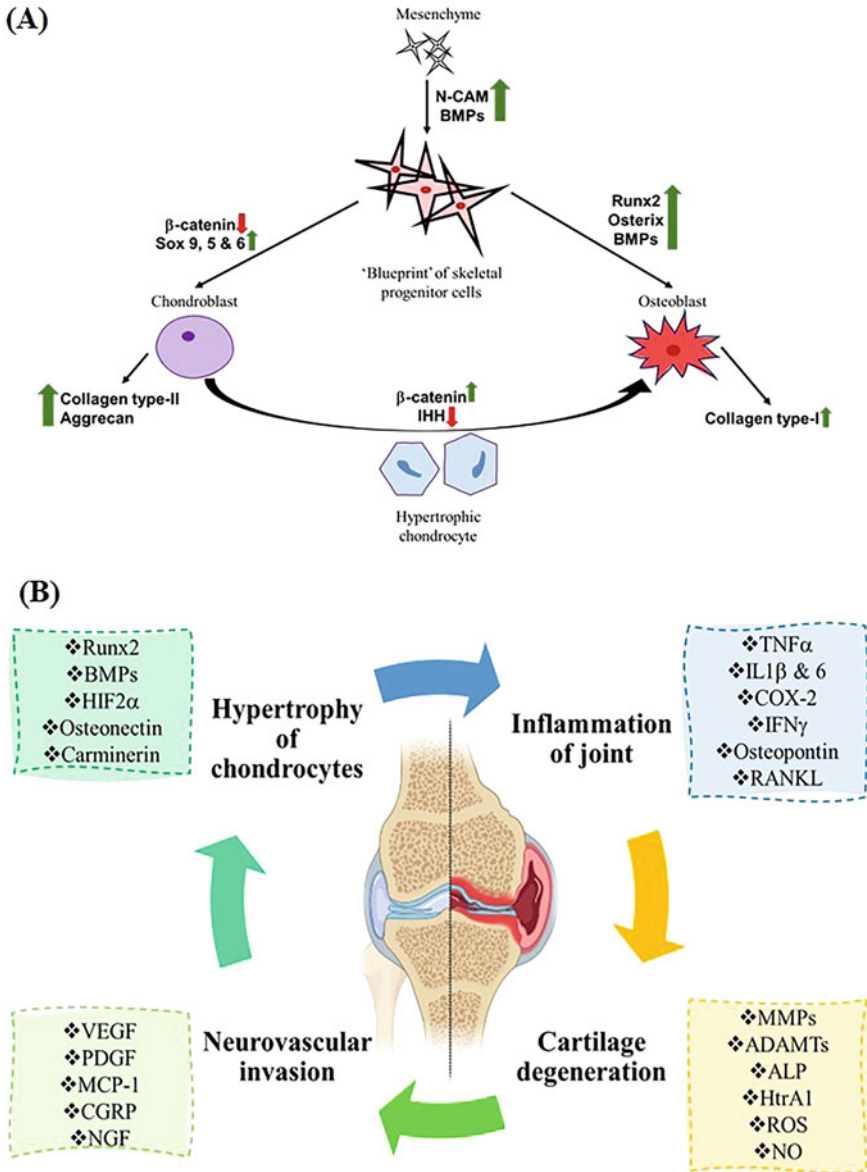 (A)
Mesenchyme
N-CAM
BMPs
β-catenin
Sox 9, 5 & 6
Runx2
Osterix
BMPs
'Blueprint' of skeletal
progenitor cells
Chondroblast
Osteoblast
Collagen type-II
Aggrecan
β-catenin
IHH
Collagen type-I
Hypertrophic
chondrocyte
(B)
❖Runx2
❖BMPs
❖HIF2α
❖Osteonectin
❖Carminerin
Hypertrophy
of
chondrocytes
Inflammation
of joint
❖TNFα
❖IL1β & 6
❖COX-2
❖IFNγ
❖Osteopontin
❖RANKL
❖VEGF
❖PDGF
❖MCP-1
❖CGRP
❖NGF
Neurovascular
invasion
Cartilage
degeneration
❖MMPs
❖ADAMTs
❖ALP
❖HtrA1
❖ROS
❖NO